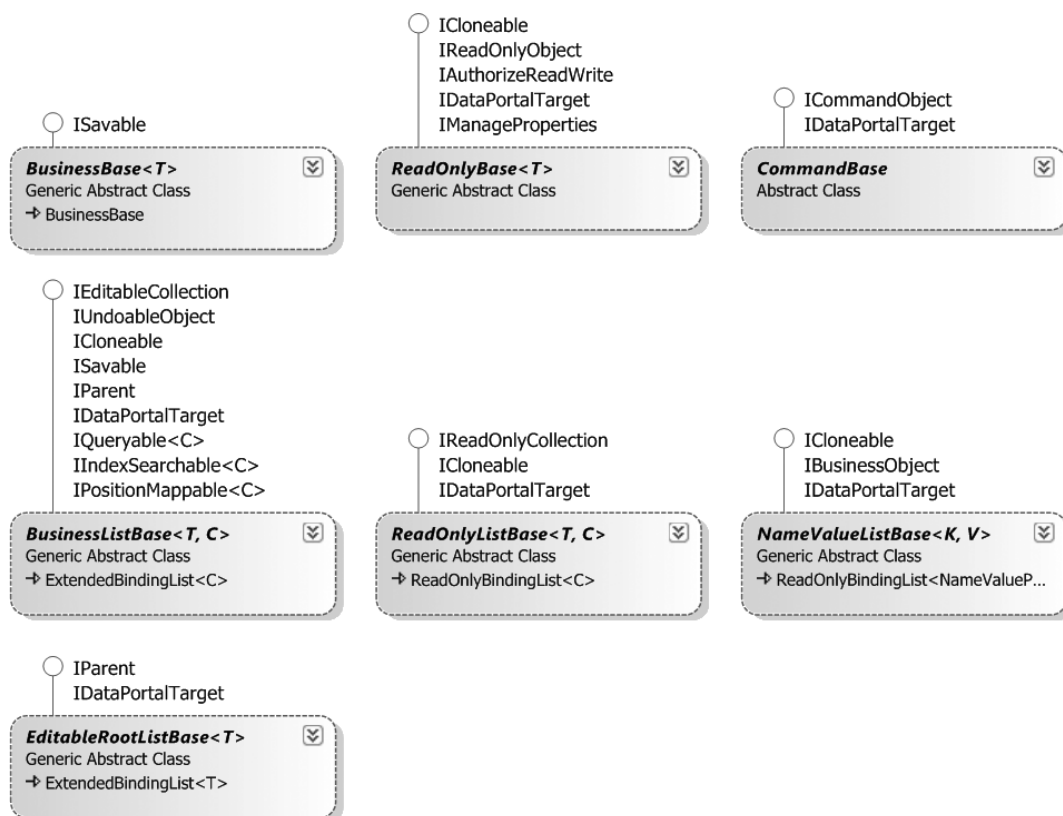 ISavable
BusinessBase<T>
Generic Abstract Class
BusinessBase
ICloneable
IReadOnlyObject
IAuthorizeReadWrite
IDataPortalTarget
IManageProperties
ReadOnlyBase<T>
Generic Abstract Class
ICommandObject
IDataPortalTarget
CommandBase
Abstract Class
IEditableCollection
IUndoableObject
ICloneable
ISavable
IParent
IDataPortalTarget
IQueryable<C>
IIndexSearchable<C>
IPositionMappable<C>
BusinessListBase<T, C>
Generic Abstract Class
ExtendedBindingList<C>
IReadOnlyCollection
ICloneable
IDataPortalTarget
ReadOnlyListBase<T, C>
Generic Abstract Class
ReadOnlyBindingList<C>
ICloneable
IBusinessObject
IDataPortalTarget
NameValueListBase<K, V>
Generic Abstract Class
ReadOnlyBindingList<NameValueP...
IParent
IDataPortalTarget
EditableRootListBase<T>
Generic Abstract Class
ExtendedBindingList<T>